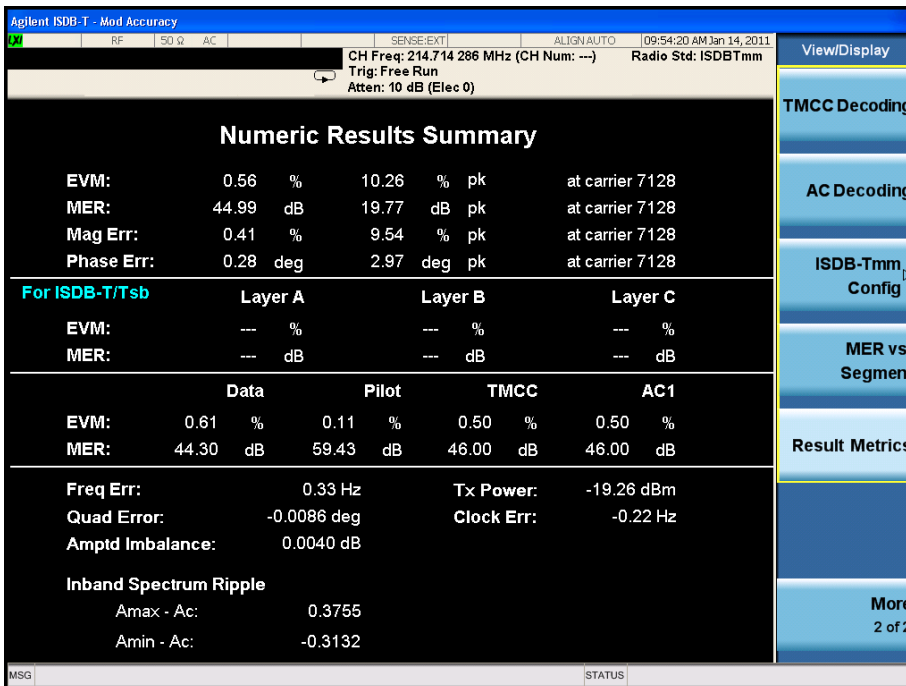 Agilent ISDB-T - Mod Accuracy
LXI RF 50 Ω AC SENSE:EXT ALIGN AUTO 09:54:20 AM Jan 14, 2011
CH Freq: 214.714 286 MHz (CH Num: ---) Radio Std: ISDBTmm
Trig: Free Run
Atten: 10 dB (Elec 0)
View/Display
TMCC Decoding
AC Decoding
ISDB-Tmm
Config
MER vs
Segmen
Result Metrics
More
2 of 2
Numeric Results Summary
EVM: 0.56 % 10.26 % pk at carrier 7128
MER: 44.99 dB 19.77 dB pk at carrier 7128
Mag Err: 0.41 % 9.54 % pk at carrier 7128
Phase Err: 0.28 deg 2.97 deg pk at carrier 7128
For ISDB-T/Tsb Layer A Layer B Layer C
EVM: --- % --- % --- %
MER: --- dB --- dB --- dB
Data Pilot TMCC AC1
EVM: 0.61 % 0.11 % 0.50 % 0.50 %
MER: 44.30 dB 59.43 dB 46.00 dB 46.00 dB
Freq Err: 0.33 Hz Tx Power: -19.26 dBm
Quad Error: -0.0086 deg Clock Err: -0.22 Hz
Amptd Imbalance: 0.0040 dB
Inband Spectrum Ripple
Amax - Ac: 0.3755
Amin - Ac: -0.3132
MSG STATUS